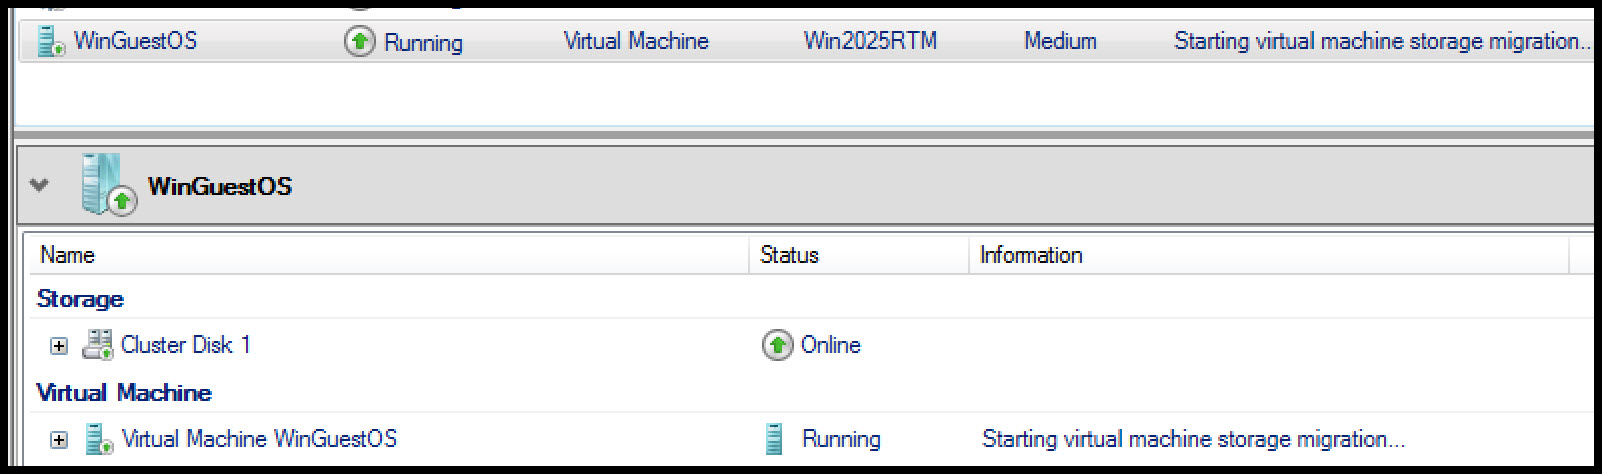 WinGuestOS Running Virtual Machine Win2025RTM Medium Starting virtual machine storage migration...
WinGuestOS
Name Status Information
Storage
Cluster Disk 1 Online
Virtual Machine
Virtual Machine WinGuestOS Running Starting virtual machine storage migration...